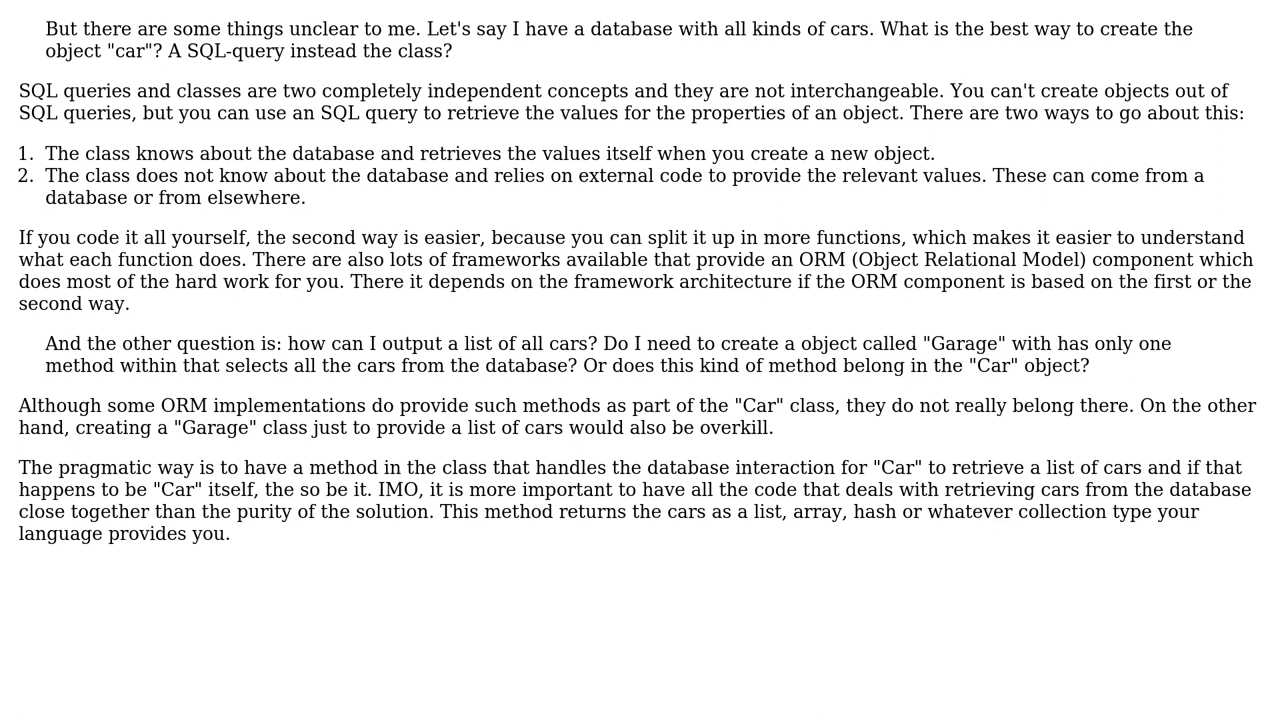 But there are some things unclear to me. Let's say I have a database with all kinds of cars. What is the best way to create the
object "car"? A SQL-query instead the class?
SQL queries and classes are two completely independent concepts and they are not interchangeable. You can't create objects out of
SQL queries, but you can use an SQL query to retrieve the values for the properties of an object. There are two ways to go about this:
1. The class knows about the database and retrieves the values itself when you create a new object.
2. The class does not know about the database and relies on external code to provide the relevant values. These can come from a
database or from elsewhere.
If you code it all yourself, the second way is easier, because you can split it up in more functions, which makes it easier to understand
what each function does. There are also lots of frameworks available that provide an ORM (Object Relational Model) component which
does most of the hard work for you. There it depends on the framework architecture if the ORM component is based on the first or the
second way.
And the other question is: how can I output a list of all cars? Do I need to create a object called "Garage" with has only one
method within that selects all the cars from the database? Or does this kind of method belong in the "Car" object?
Although some ORM implementations do provide such methods as part of the "Car" class, they do not really belong there. On the other
hand, creating a "Garage" class just to provide a list of cars would also be overkill.
The pragmatic way is to have a method in the class that handles the database interaction for "Car" to retrieve a list of cars and if that
happens to be "Car" itself, the so be it. IMO, it is more important to have all the code that deals with retrieving cars from the database
close together than the purity of the solution. This method returns the cars as a list, array, hash or whatever collection type your
language provides you.